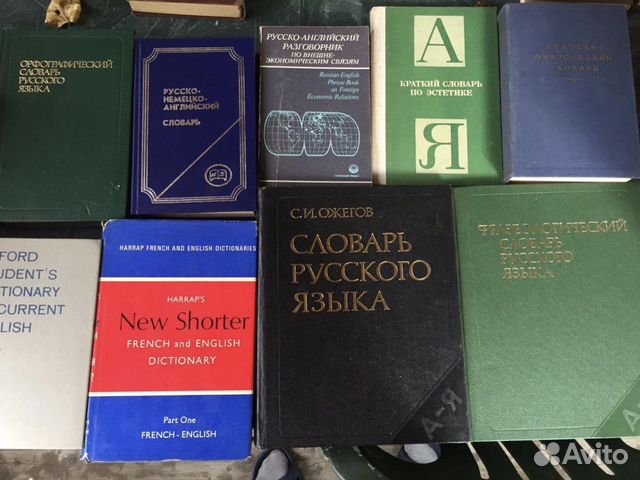 ОРФОГРАФИЧЕСКИЙ
СЛОВАРЬ
РУССКОГО
ЯЗЫКА
А-Я
РУССКО-
НЕМЕЦКО-
АНГЛИЙСКИЙ
СЛОВАРЬ
РУССКО-АНГЛИЙСКИЙ
РАЗГОВОРНИК
ПО ВНЕШНЕ-
ЭКОНОМИЧЕСКИМ СВЯЗЯМ
Russian-English
Phrase Book
on Foreign
Economic Relations
А
КРАТКИЙ СЛОВАРЬ
ПО ЭСТЕТИКЕ
Я
КРАТКИЙ
ФИЛОСОФСКИЙ
СЛОВАРЬ
FORD
UDENT'S
CTIONARY
CURRENT
GLISH
HARRAP FRENCH AND ENGLISH DICTIONARIES
HARRAP'S
New Shorter
FRENCH and ENGLISH
DICTIONARY
Part One
FRENCH - ENGLISH
С.И.ОЖЕГОВ
СЛОВАРЬ
РУССКОГО
ЯЗЫКА
А-Я
ФРАЗЕОЛОГИЧЕСКИЙ
СЛОВАРЬ
РУССКОГО
ЯЗЫКА
А
Avito